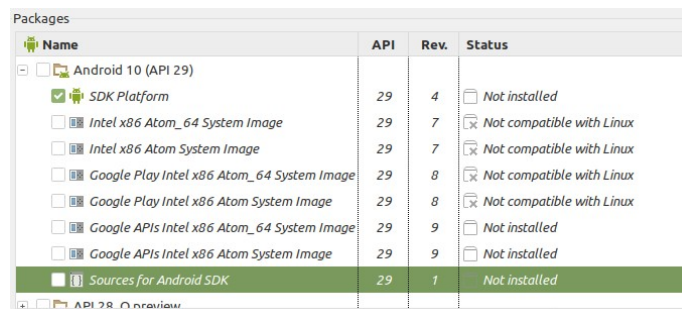 Packages
Name API Rev. Status
Android 10 (API 29)
SDK Platform 29 4 Not installed
Intel x86 Atom_64 System Image 29 7 Not compatible with Linux
Intel x86 Atom System Image 29 7 Not compatible with Linux
Google Play Intel x86 Atom_64 System Image 29 8 Not compatible with Linux
Google Play Intel x86 Atom System Image 29 8 Not compatible with Linux
Google APIs Intel x86 Atom_64 System Image 29 9 Not installed
Google APIs Intel x86 Atom System Image 29 9 Not installed
Sources for Android SDK 29 1 Not installed
API 28, Q preview